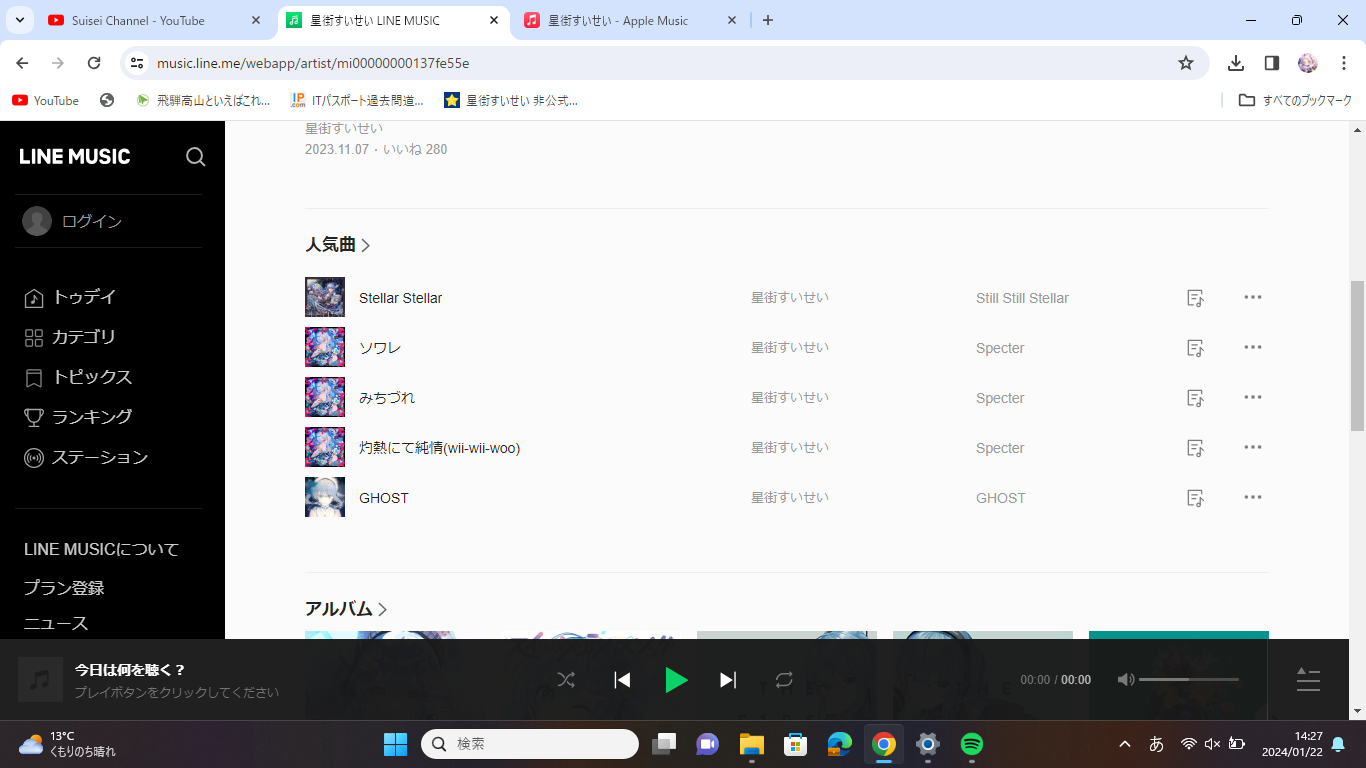 Suisei Channel - YouTube
星街すいせい LINE MUSIC
星街すいせい - Apple Music
music.line.me/webapp/artist/mi00000000137fe55e
YouTube
飛騨高山といえばこれ...
ITパスポート過去問道...
星街すいせい 非公式...
すべてのブックマーク
LINE MUSIC
ログイン
トゥデイ
カテゴリ
トピックス
ランキング
ステーション
LINE MUSICについて
プラン登録
ニュース
星街すいせい
2023.11.07・いいね 280
人気曲
Stellar Stellar 星街すいせい Still Still Stellar
ソワレ 星街すいせい Specter
みちづれ 星街すいせい Specter
灼熱にて純情(wii-wii-woo) 星街すいせい Specter
GHOST 星街すいせい GHOST
アルバム
今日は何を聴く？
プレイボタンをクリックしてください
00:00 / 00:00
13°C
くもりのち晴れ
検索
あ
14:27
2024/01/22